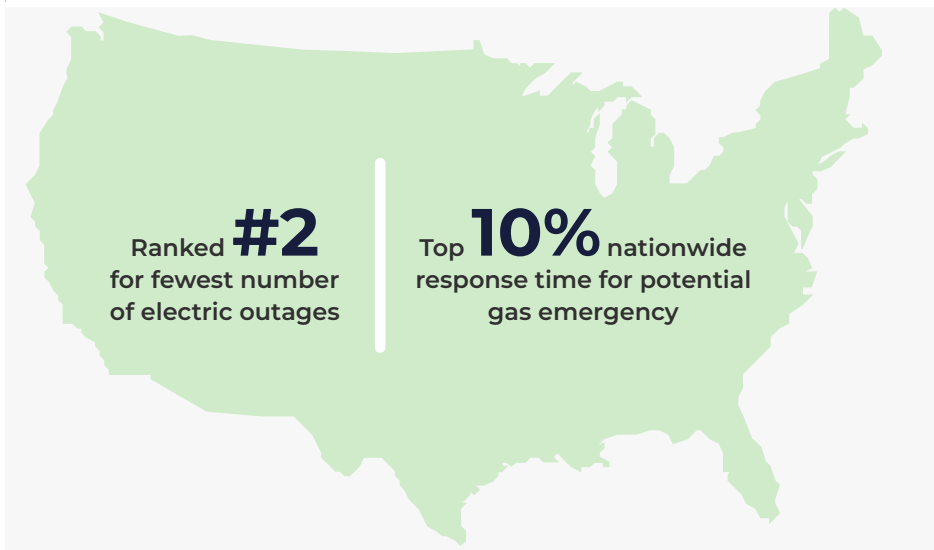 Ranked #2
for fewest number
of electric outages
Top 10% nationwide
response time for potential
gas emergency